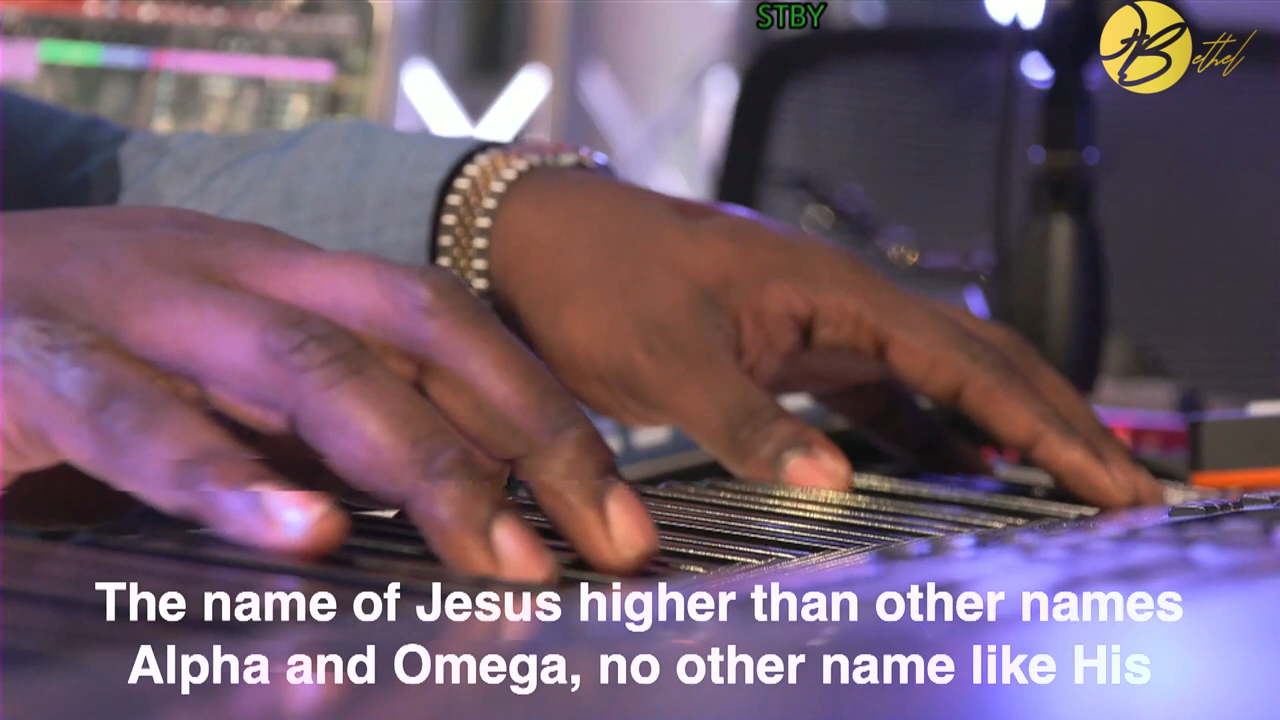 STBY
Bethel
The name of Jesus higher than other names
Alpha and Omega, no other name like His